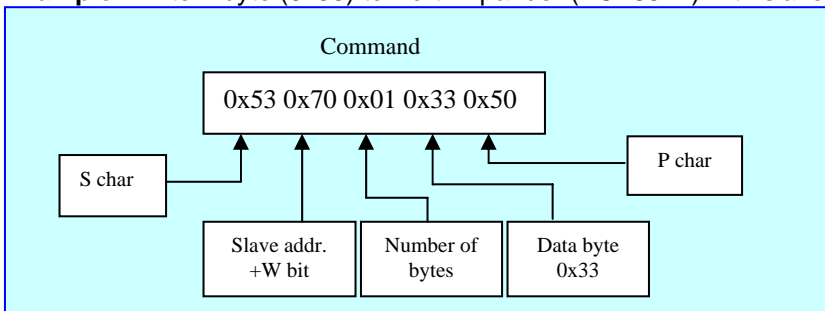 Command
0x53 0x70 0x01 0x33 0x50
S char
P char
Slave addr.
+W bit
Number of
bytes
Data byte
0x33